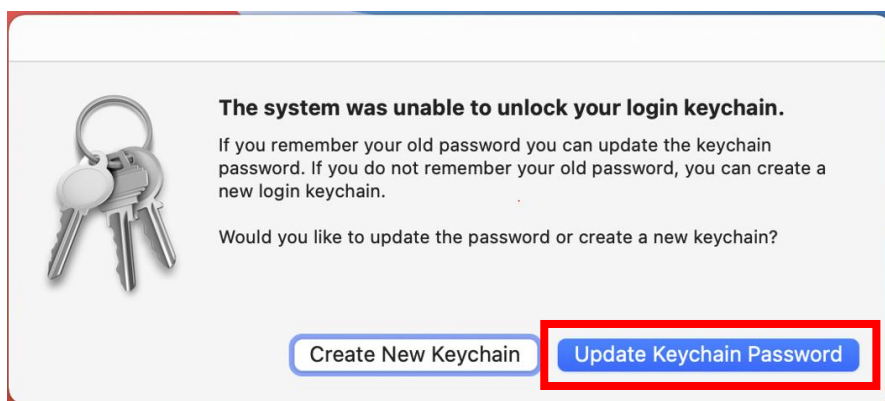 The system was unable to unlock your login keychain.
If you remember your old password you can update the keychain
password. If you do not remember your old password, you can create a
new login keychain.
Would you like to update the password or create a new keychain?
Create New Keychain
Update Keychain Password